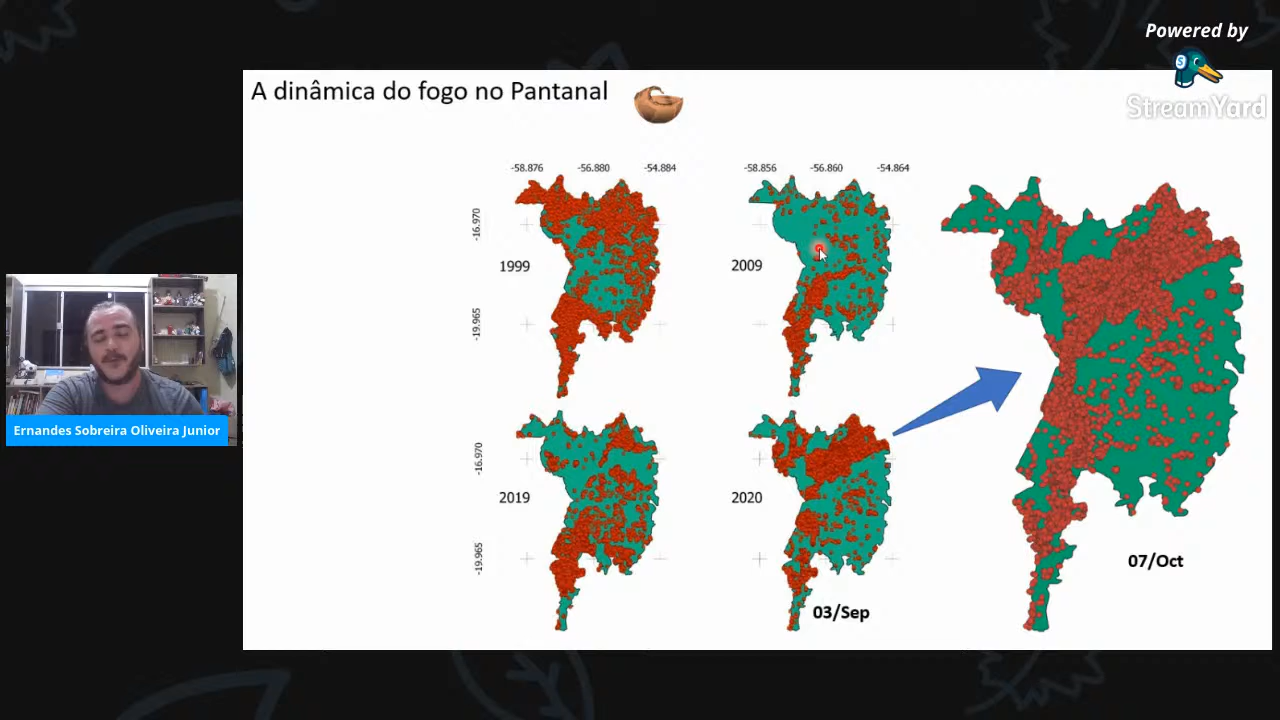 Powered by
StreamYard
A dinâmica do fogo no Pantanal
-58.876 -56.880 -54.884
-58.856 -56.860 -54.864
-16.970
1999
2009
-19.965
Ernandes Sobreira Oliveira Junior
-16.970
2019
2020
-19.965
07/Oct
03/Sep